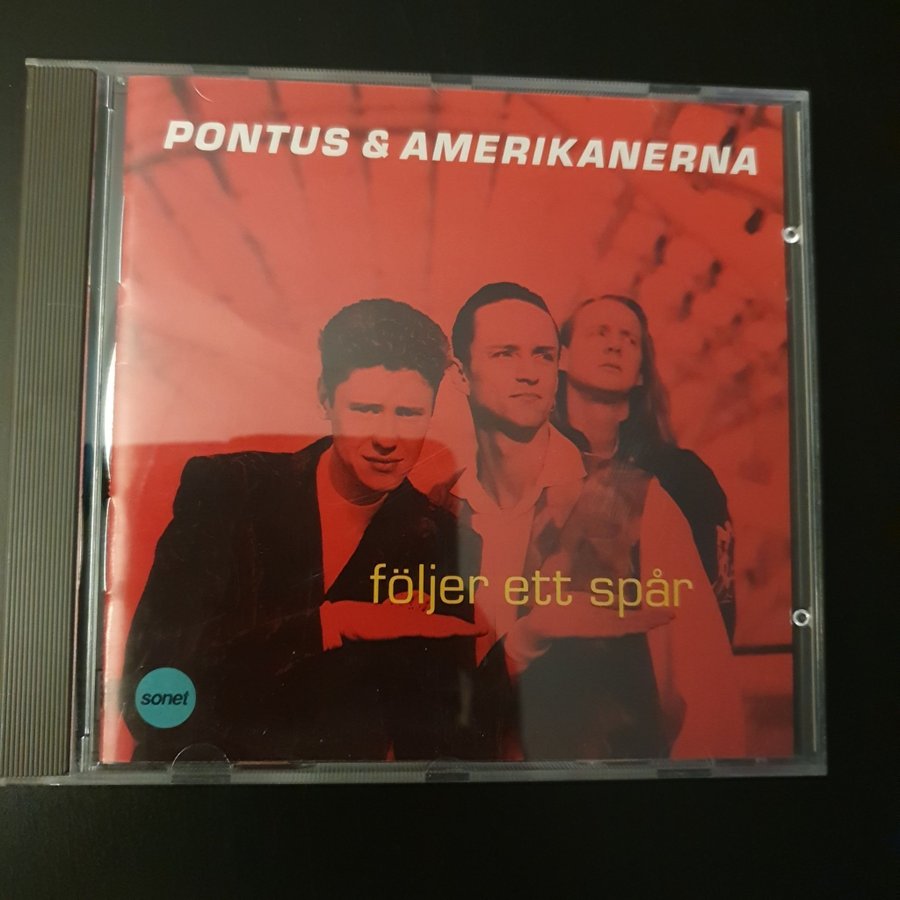 PONTUS & AMERIKANERNA
följer ett spår
sonet